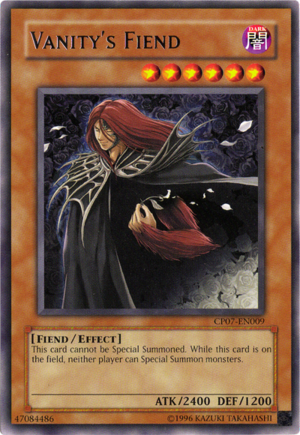 VANITY'S FIEND
DARK
闇
CP07-EN009
[FIEND / EFFECT]
This card cannot be Special Summoned. While this card is on
the field, neither player can Special Summon monsters.
ATK/2400 DEF/1200
47084486
©1996 KAZUKI TAKAHASHI